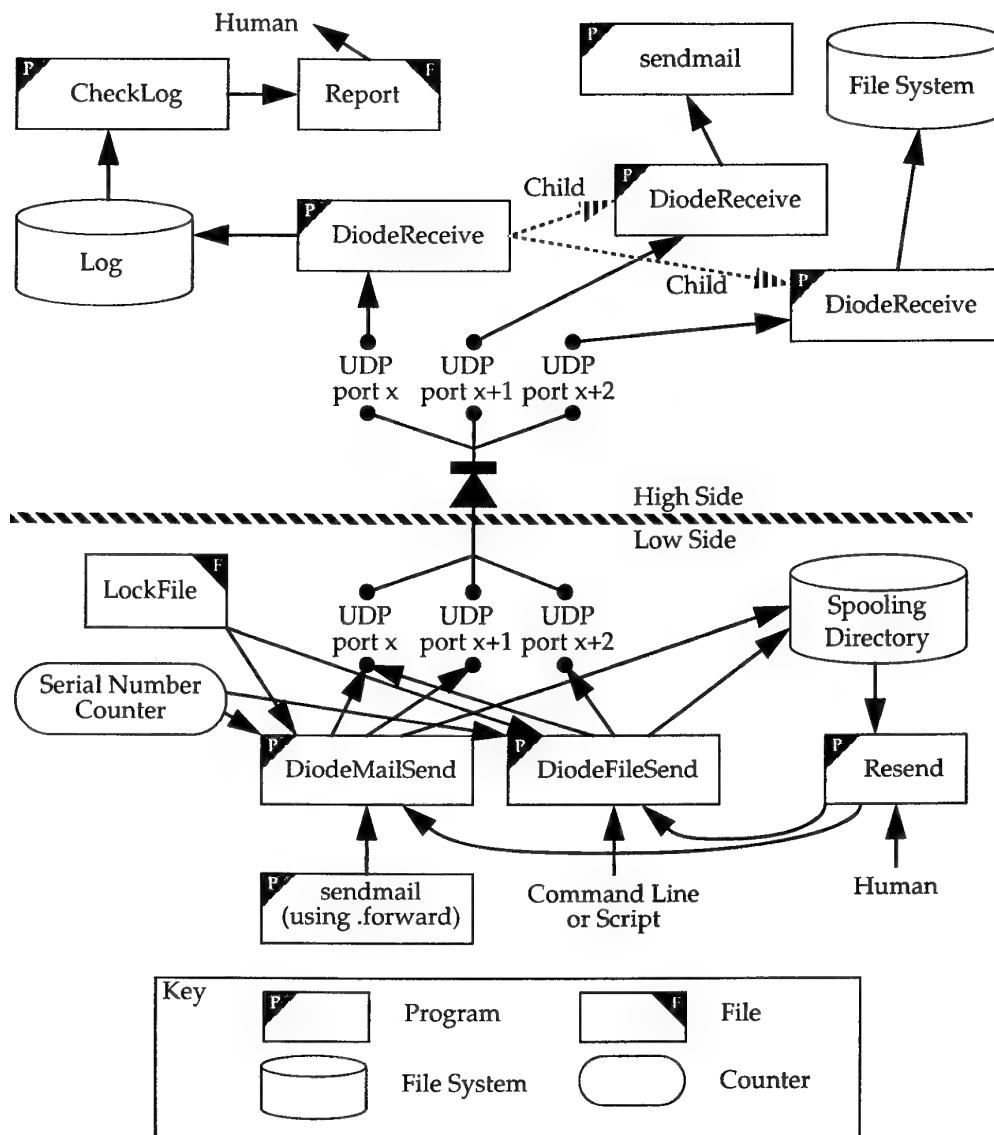 Human
P
CheckLog
Report
F
P
sendmail
File System
Log
P
DiodeReceive
Child
P
DiodeReceive
Child
P
DiodeReceive
UDP
port x
UDP
port x+1
UDP
port x+2
High Side
Low Side
LockFile
F
UDP
port x
UDP
port x+1
UDP
port x+2
Spooling
Directory
Serial Number
Counter
P
DiodeMailSend
P
DiodeFileSend
P
Resend
P
sendmail
(using .forward)
Command Line
or Script
Human
Key
P
Program
F
File
File System
Counter